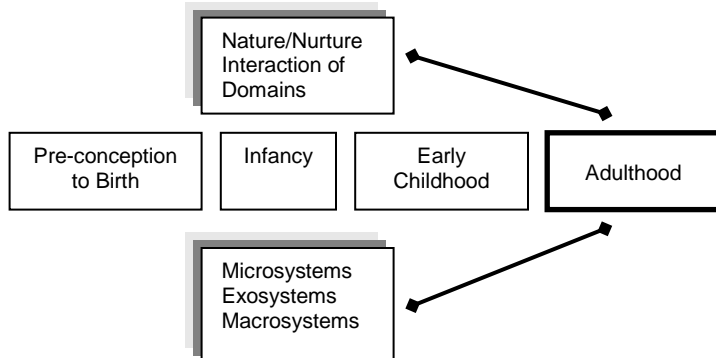 Nature/Nurture
Interaction of
Domains
Pre-conception
to Birth
Infancy
Early
Childhood
Adulthood
Microsystems
Exosystems
Macrosystems